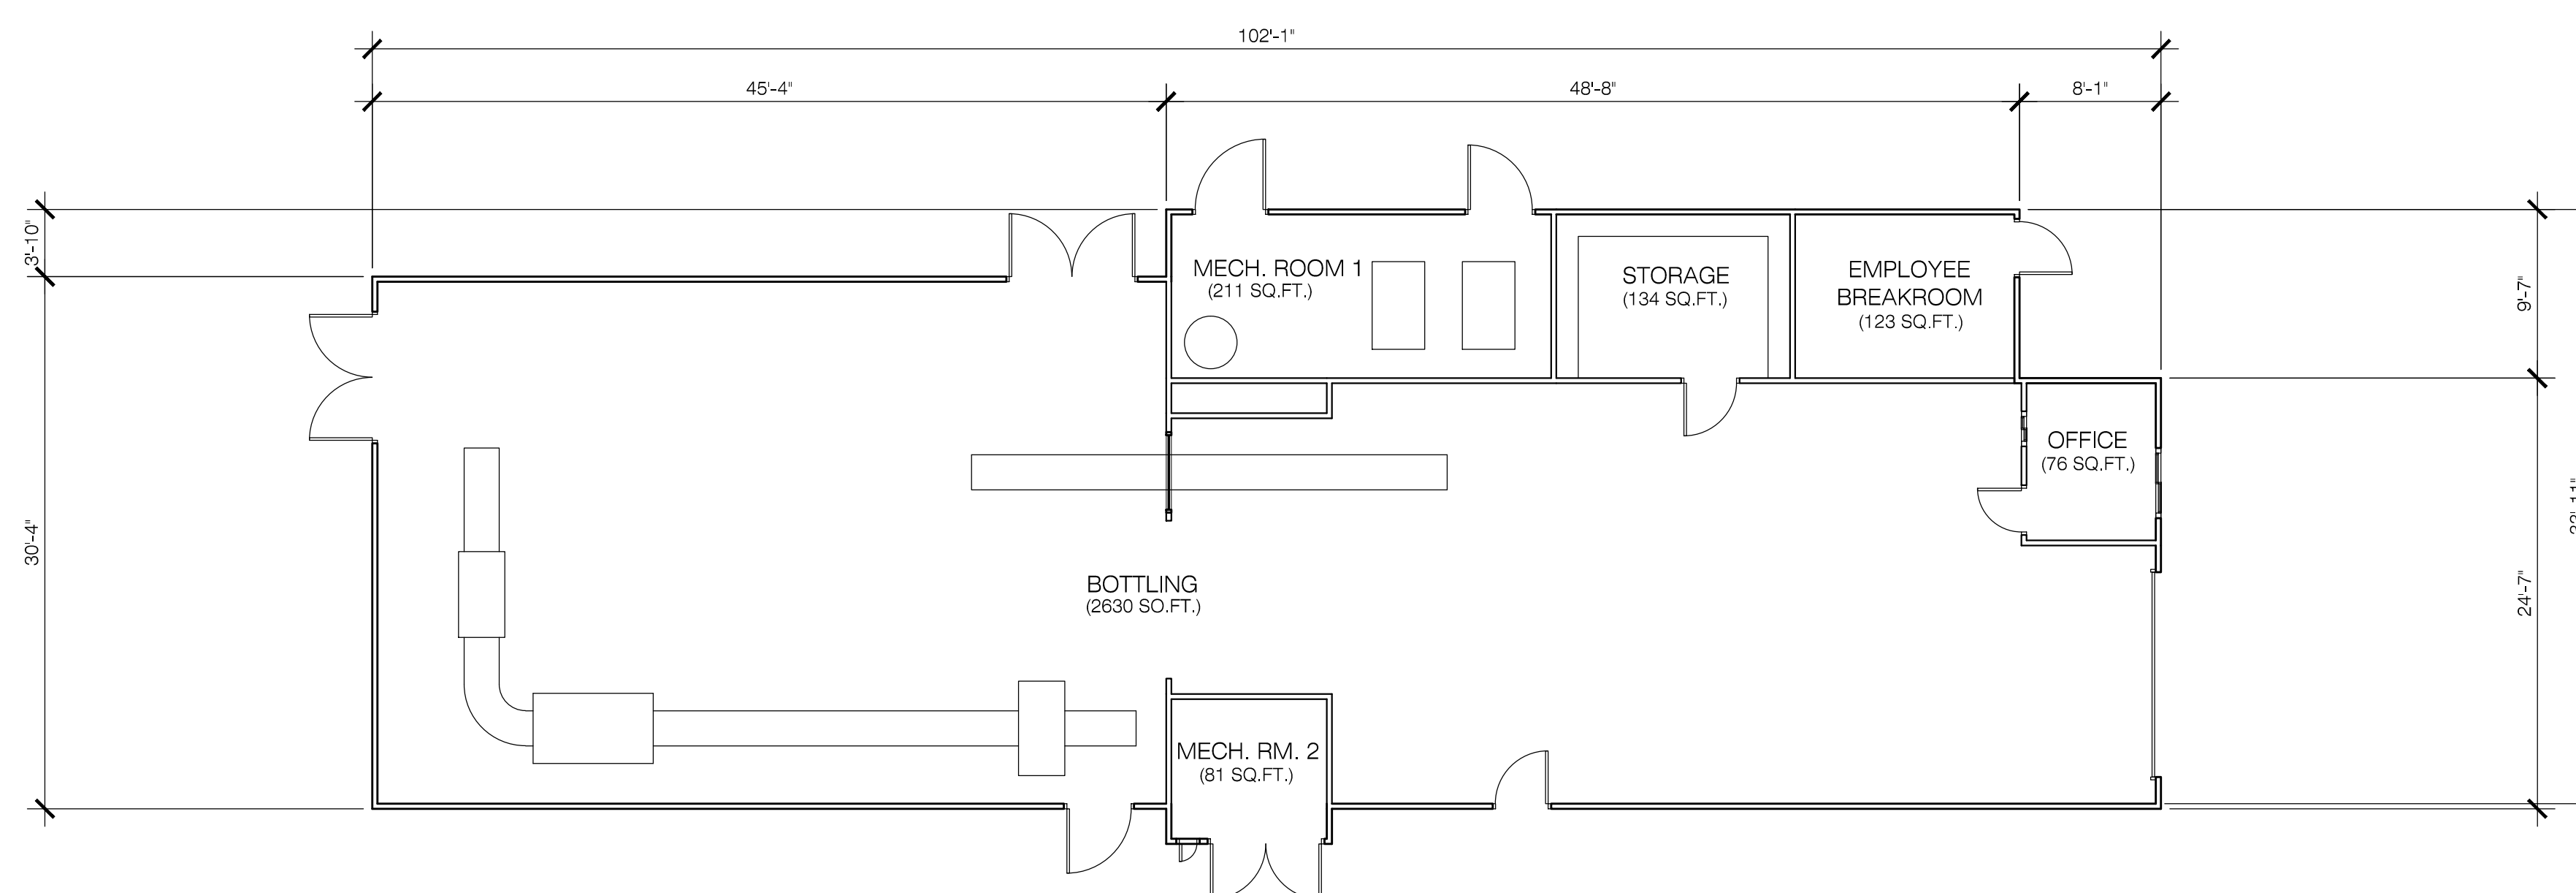 102'-1"
45'-4"
48'-8"
8'-1"
3'-10"
30'-4"
MECH. ROOM 1
(211 SQ.FT.)
STORAGE
(134 SQ.FT.)
EMPLOYEE
BREAKROOM
(123 SQ.FT.)
9'-7"
OFFICE
(76 SQ.FT.)
BOTTLING
(2630 SO.FT.)
24'-7"
MECH. RM. 2
(81 SQ.FT.)